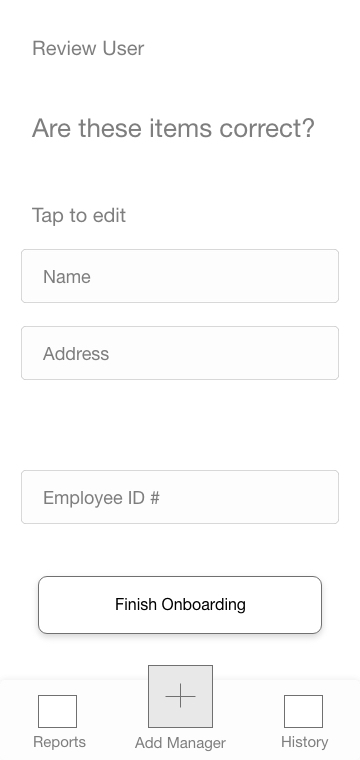 Review User
Are these items correct?
Tap to edit
Name
Address
Employee ID #
Finish Onboarding
Reports
Add Manager
History